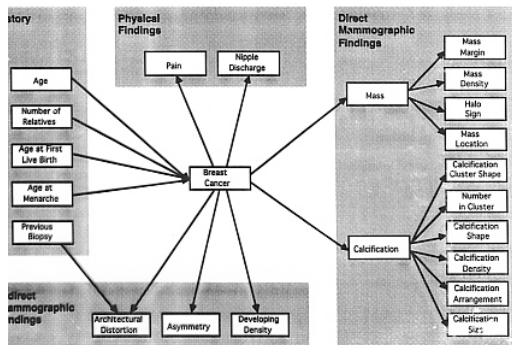 Physical
Findings
Direct
Mammographic
Findings
Age
Number of
Relatives
Age at First
Live Birth
Age at
Menarche
Previous
Biopsy
Pain
Nipple
Discharge
Breast
Cancer
Mass
Calcification
Mass
Margin
Mass
Density
Halo
Sign
Mass
Location
Calcification
Cluster Shape
Number
in Cluster
Calcification
Shape
Calcification
Density
Calcification
Arrangement
Calcification
Size
Findings
Architectural
Distortion
Asymmetry
Developing
Density